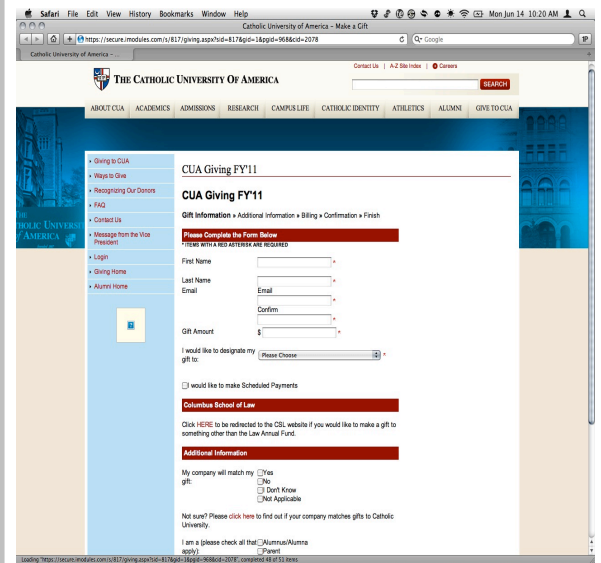 Safari File Edit View History Bookmarks Window Help Mon Jun 14 10:20 AM
Catholic University of America – Make a Gift
https://secure.imodules.com/s/817/giving.aspx?sid=817&gid=1&pgid=968&cid=2078 Google
Catholic University of America – ...
Contact Us | A-Z Site Index | Careers
THE CATHOLIC UNIVERSITY OF AMERICA
SEARCH
ABOUT CUA ACADEMICS ADMISSIONS RESEARCH CAMPUS LIFE CATHOLIC IDENTITY ATHLETICS ALUMNI GIVE TO CUA
Giving to CUA
Ways to Give
Recognizing Our Donors
FAQ
Contact Us
Message from the Vice
President
Login
Giving Home
Alumni Home
THE
HOLIC UNIVERSI
OF AMERICA
?
CUA Giving FY'11
CUA Giving FY'11
Gift Information » Additional Information » Billing » Confirmation » Finish
Please Complete the Form
Below
* ITEMS WITH A RED ASTERISK ARE REQUIRED
First Name *
Last Name *
Email Email
*
Confirm
*
Gift Amount $ *
I would like to designate my
gift to: Please Choose *
I would like to make Scheduled Payments
Columbus School of Law
Click HERE to be redirected to the CSL website if you would like to make a gift to
something other than the Law Annual Fund.
Additional Information
My company will match my Yes
gift: No
I Don't Know
Not Applicable
Not sure? Please click here to find out if your company matches gifts to Catholic
University.
I am a (please check all that Alumnus/Alumna
apply): Parent
Loading "https://secure.imodules.com/s/817/giving.aspx?sid=817&gid=1&pgid=968&cid=2078", completed 48 of 51 items